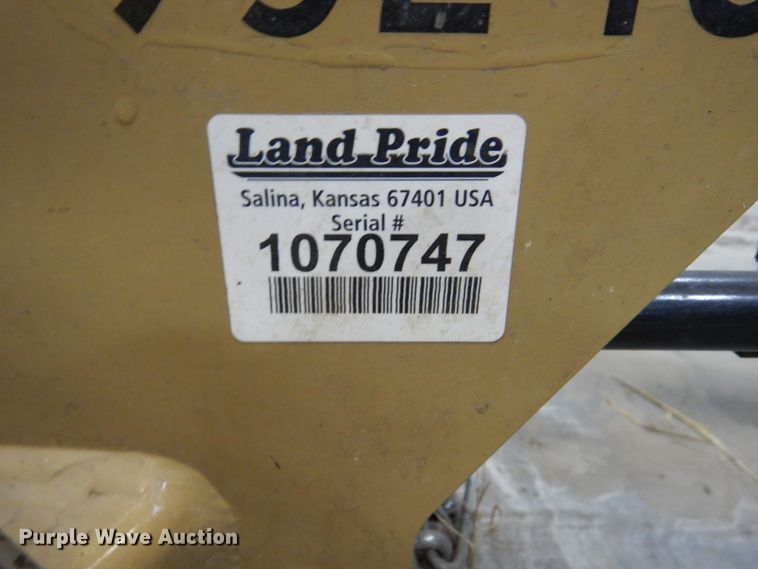 Land Pride
Salina, Kansas 67401 USA
Serial #
1070747
Purple Wave Auction